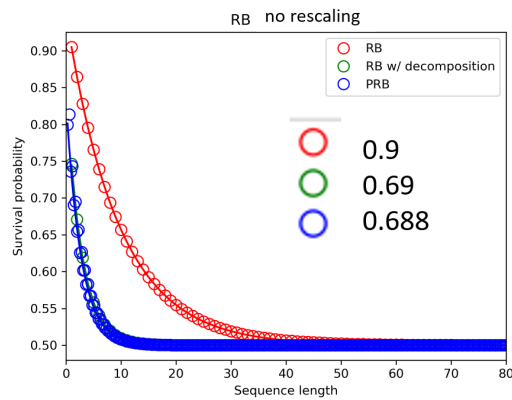 RB no rescaling
RB
RB w/ decomposition
PRB
0.9
0.69
0.688
Survival probability
0.90
0.85
0.80
0.75
0.70
0.65
0.60
0.55
0.50
0 10 20 30 40 50 60 70 80
Sequence length